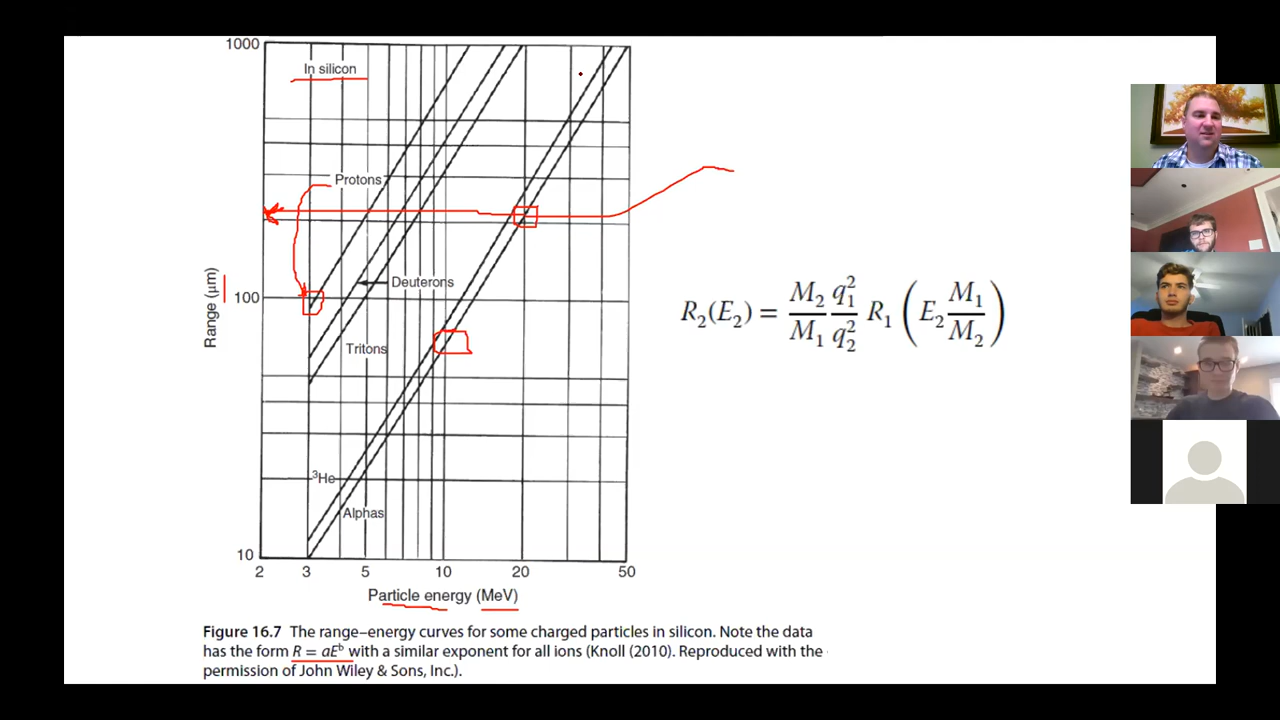 1000
In silicon
Protons
Deuterons
100
Range (μm)
Tritons
³He
Alphas
10
2 3 5 10 20 50
Particle energy (MeV)
R₂(E₂) = M₂/M₁ q₁²/q₂² R₁ (E₂ M₁/M₂)
Figure 16.7 The range–energy curves for some charged particles in silicon. Note the data
has the form R = aEᵇ with a similar exponent for all ions (Knoll (2010). Reproduced with the
permission of John Wiley & Sons, Inc.).